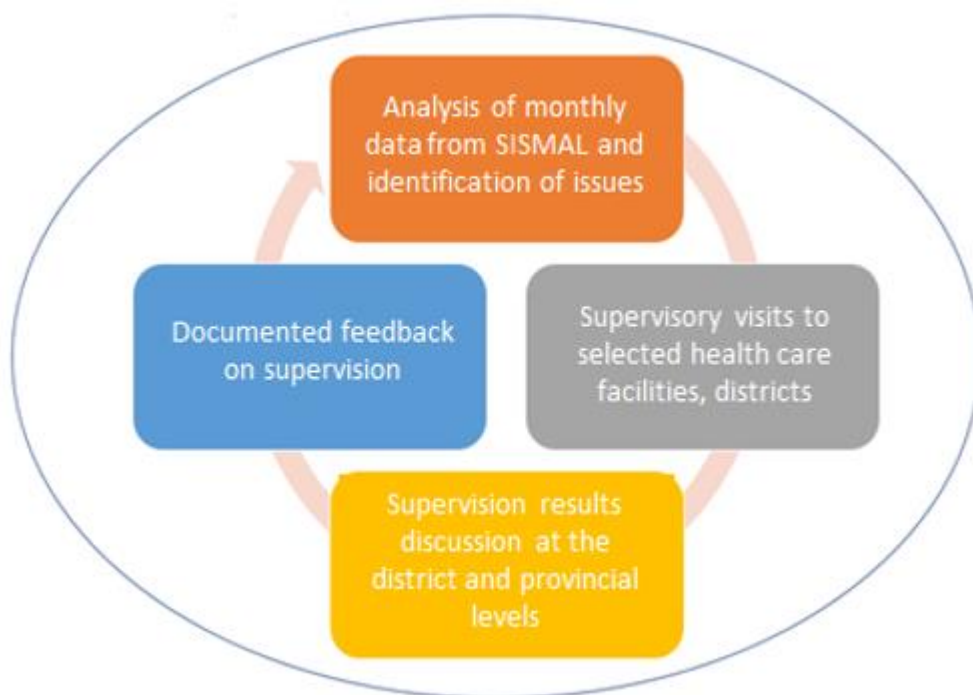 Analysis of monthly
data from SISMAL and
identification of issues
Documented feedback
on supervision
Supervisory visits to
selected health care
facilities, districts
Supervision results
discussion at the
district and provincial
levels